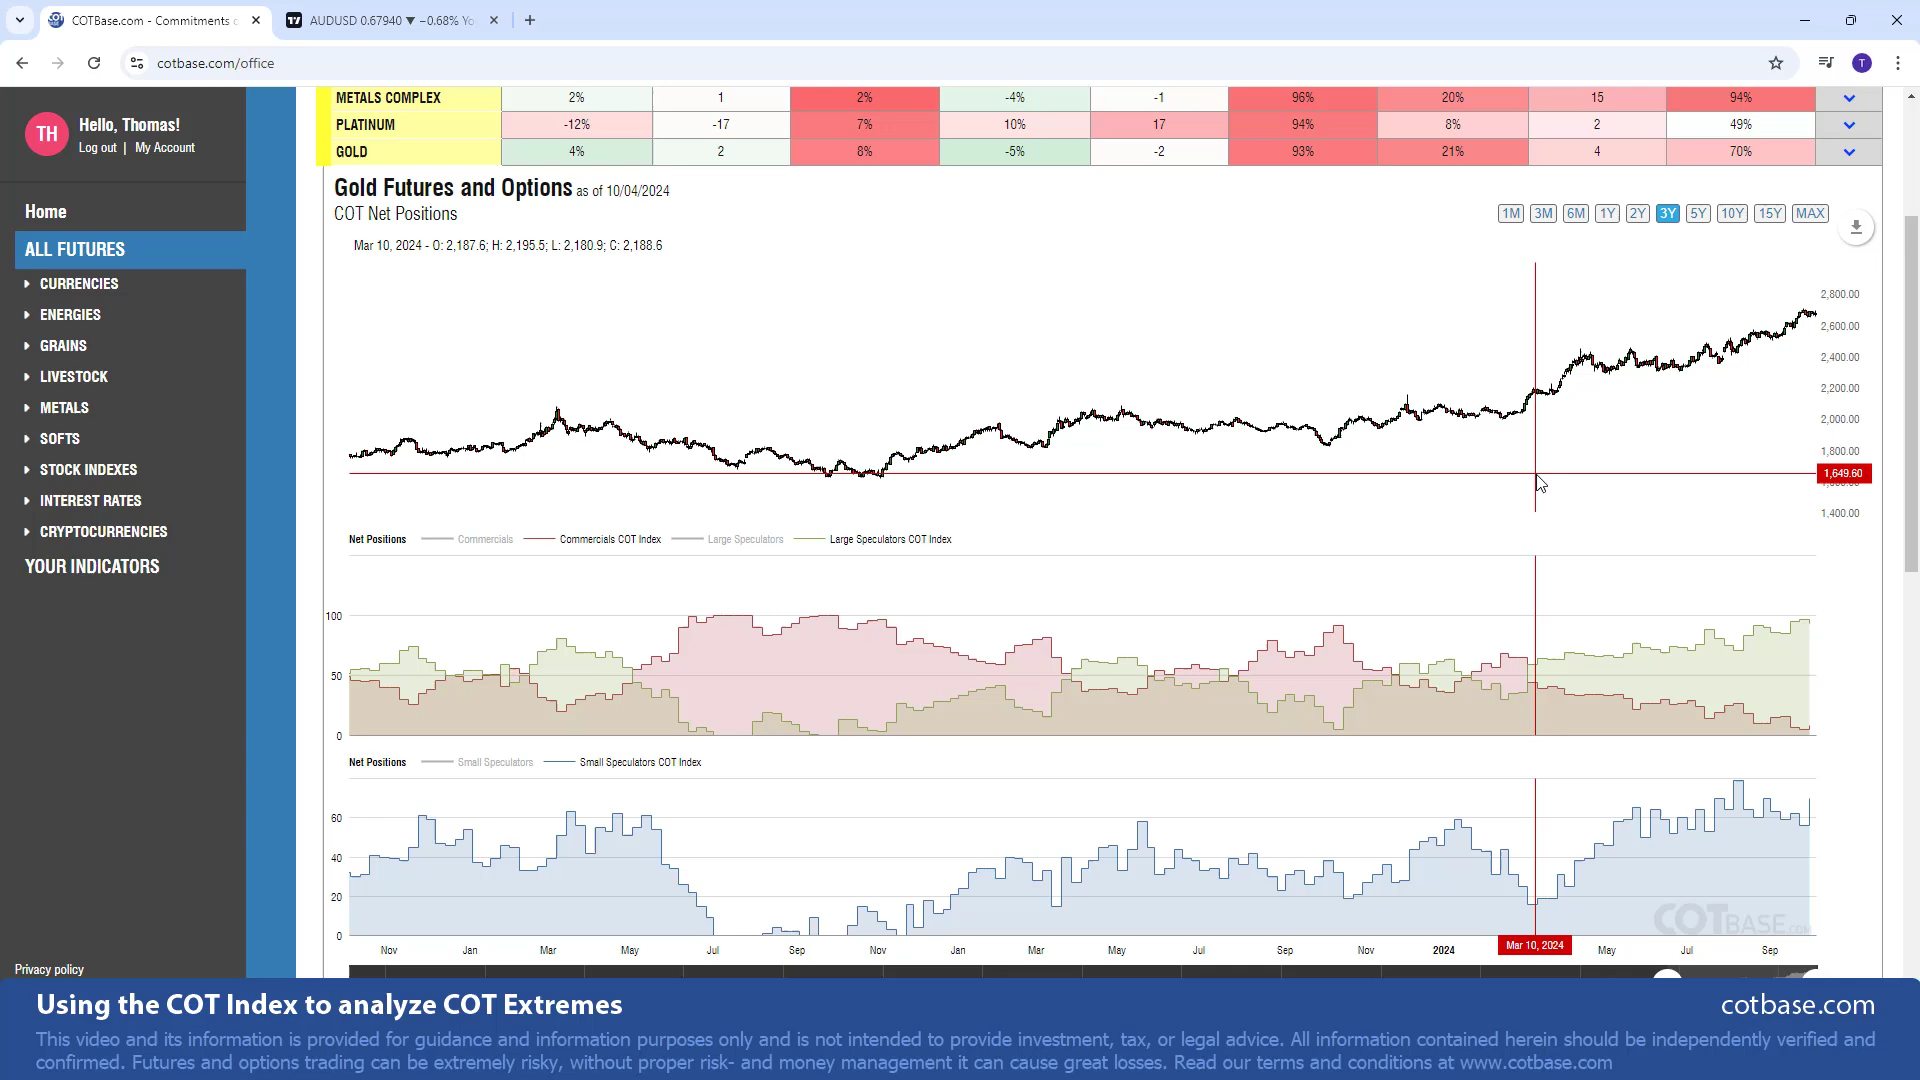 COTBase.com - Commitments o
AUDUSD 0.67940 ▼ −0.68% Yo
cotbase.com/office
T
TH
Hello, Thomas!
Log out | My Account
Home
ALL FUTURES
CURRENCIES
ENERGIES
GRAINS
LIVESTOCK
METALS
SOFTS
STOCK INDEXES
INTEREST RATES
CRYPTOCURRENCIES
YOUR INDICATORS
Privacy policy
METALS COMPLEX 2% 1 2% -4% -1 96% 20% 15 94%
PLATINUM -12% -17 7% 10% 17 94% 8% 2 49%
GOLD 4% 2 8% -5% -2 93% 21% 4 70%
Gold Futures and Options as of 10/04/2024
COT Net Positions
1M 3M 6M 1Y 2Y 3Y 5Y 10Y 15Y MAX
Mar 10, 2024 - O: 2,187.6; H: 2,195.5; L: 2,180.9; C: 2,188.6
2,800.00
2,600.00
2,400.00
2,200.00
2,000.00
1,800.00
1,649.60
1,400.00
Net Positions Commercials Commercials COT Index Large Speculators Large Speculators COT Index
100
50
0
Net Positions Small Speculators Small Speculators COT Index
60
40
20
0
COTBASE.COM
Nov Jan Mar May Jul Sep Nov Jan Mar May Jul Sep Nov 2024 Mar 10, 2024 May Jul Sep
Using the COT Index to analyze COT Extremes
cotbase.com
This video and its information is provided for guidance and information purposes only and is not intended to provide investment, tax, or legal advice. All information contained herein should be independently verified and
confirmed. Futures and options trading can be extremely risky, without proper risk- and money management it can cause great losses. Read our terms and conditions at www.cotbase.com